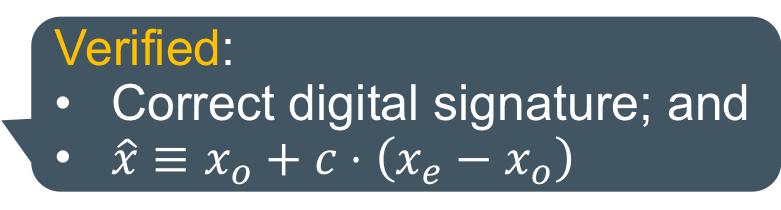 Verified:
• Correct digital signature; and
• x̂ ≡ xₒ + c · (xₑ − xₒ)